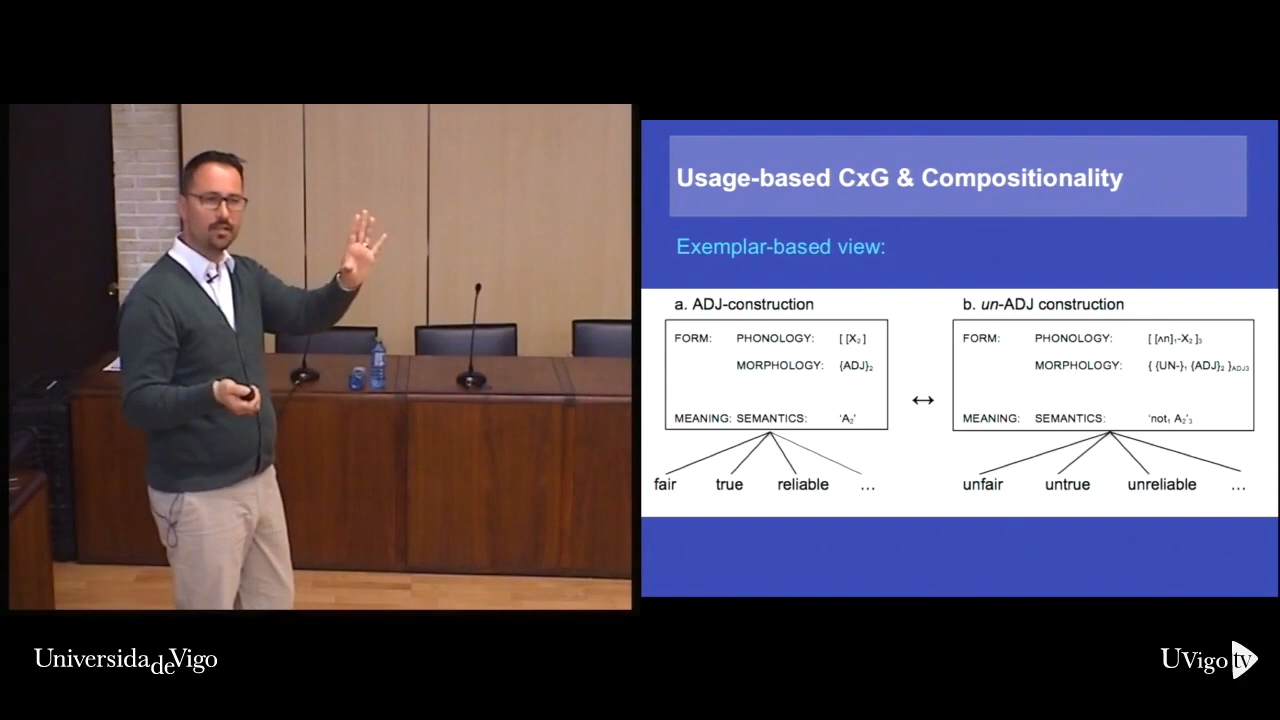 Usage-based CxG & Compositionality
Exemplar-based view:
a. ADJ-construction
FORM: PHONOLOGY: [ [X₂ ]
MORPHOLOGY: {ADJ}₂
MEANING: SEMANTICS: ‘A₂’
fair true reliable …
↔
b. un-ADJ construction
FORM: PHONOLOGY: [ [ʌn]₁-X₂ ]₃
MORPHOLOGY: { {UN-}₁ {ADJ}₂ }ADJ3
MEANING: SEMANTICS: ‘not₁ A₂’₃
unfair untrue unreliable …
UniversidadeVigo
UVigo tv